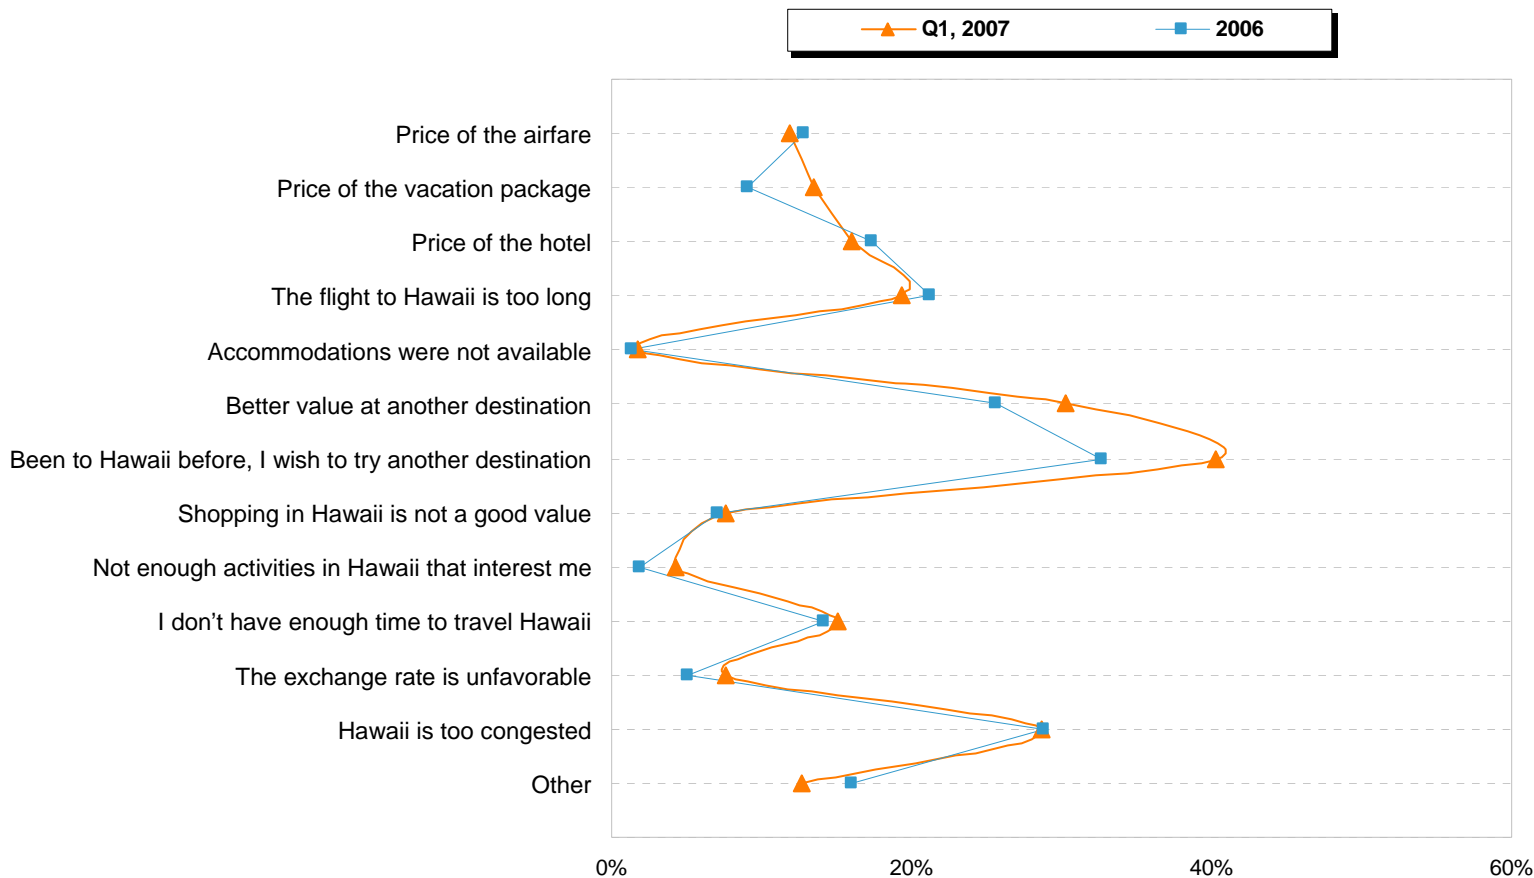 Q1, 2007 2006
Price of the airfare
Price of the vacation package
Price of the hotel
The flight to Hawaii is too long
Accommodations were not available
Better value at another destination
Been to Hawaii before, I wish to try another destination
Shopping in Hawaii is not a good value
Not enough activities in Hawaii that interest me
I don’t have enough time to travel Hawaii
The exchange rate is unfavorable
Hawaii is too congested
Other
0% 20% 40% 60%